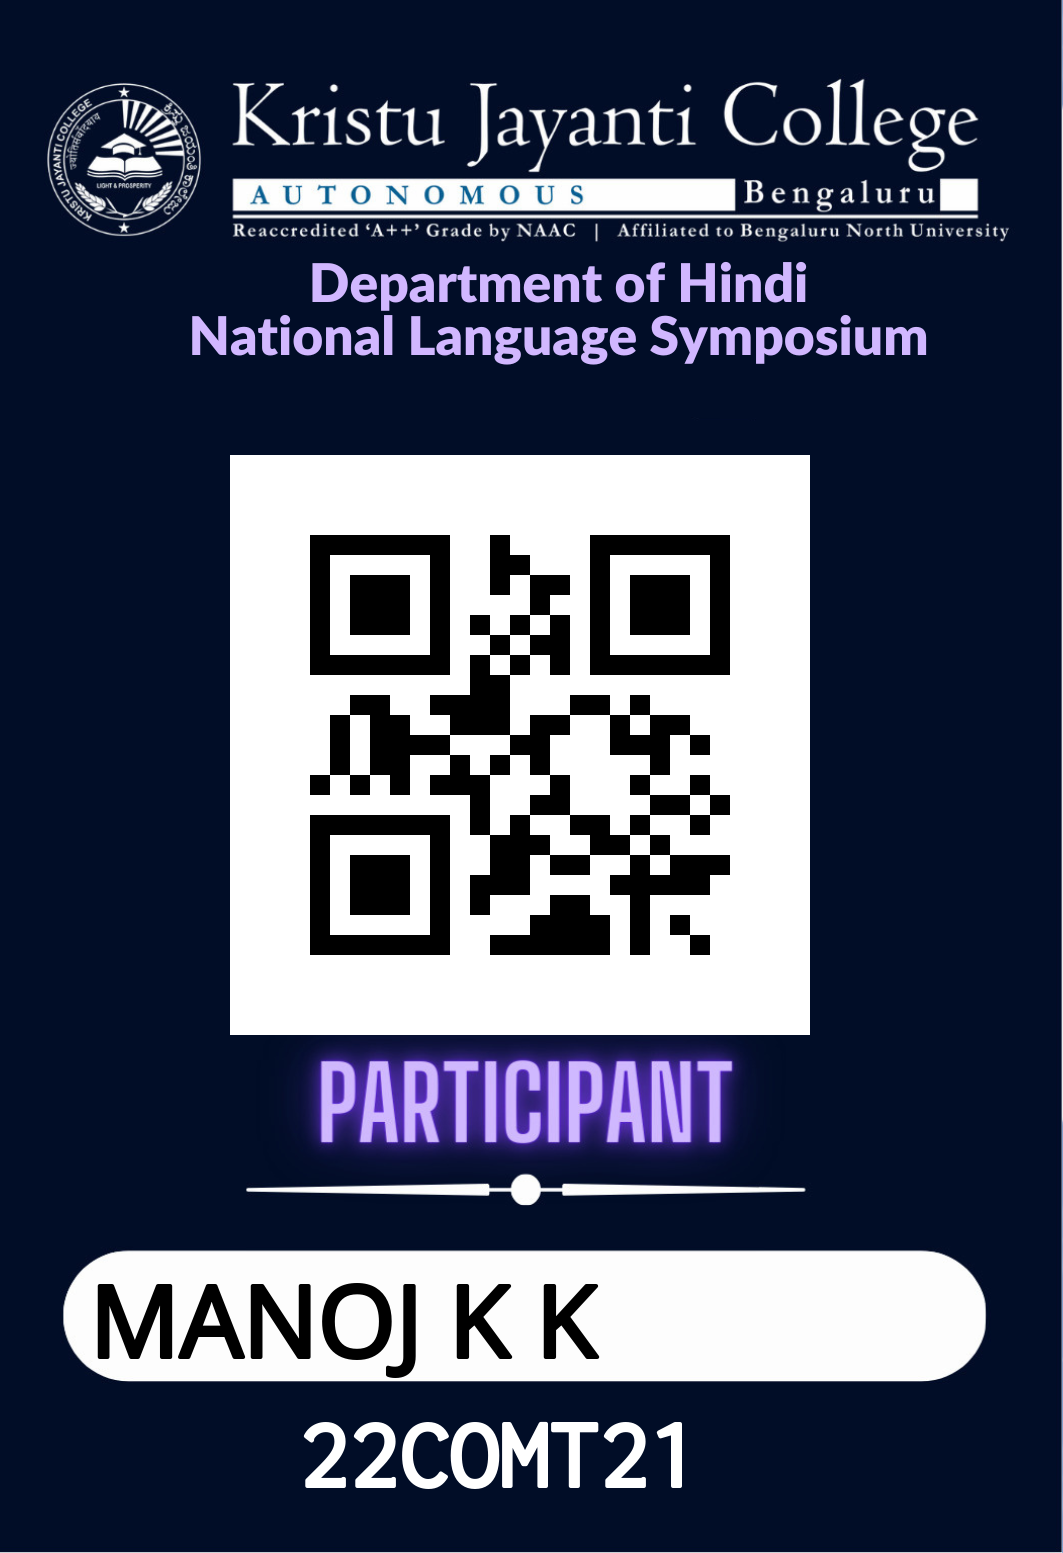 Kristu Jayanti College
AUTONOMOUS Bengaluru
Reaccredited ‘A++’ Grade by NAAC | Affiliated to Bengaluru North University
KRISTU JAYANTI COLLEGE
LIGHT & PROSPERITY
Department of Hindi
National Language Symposium
PARTICIPANT
MANOJ K K
22COMT21